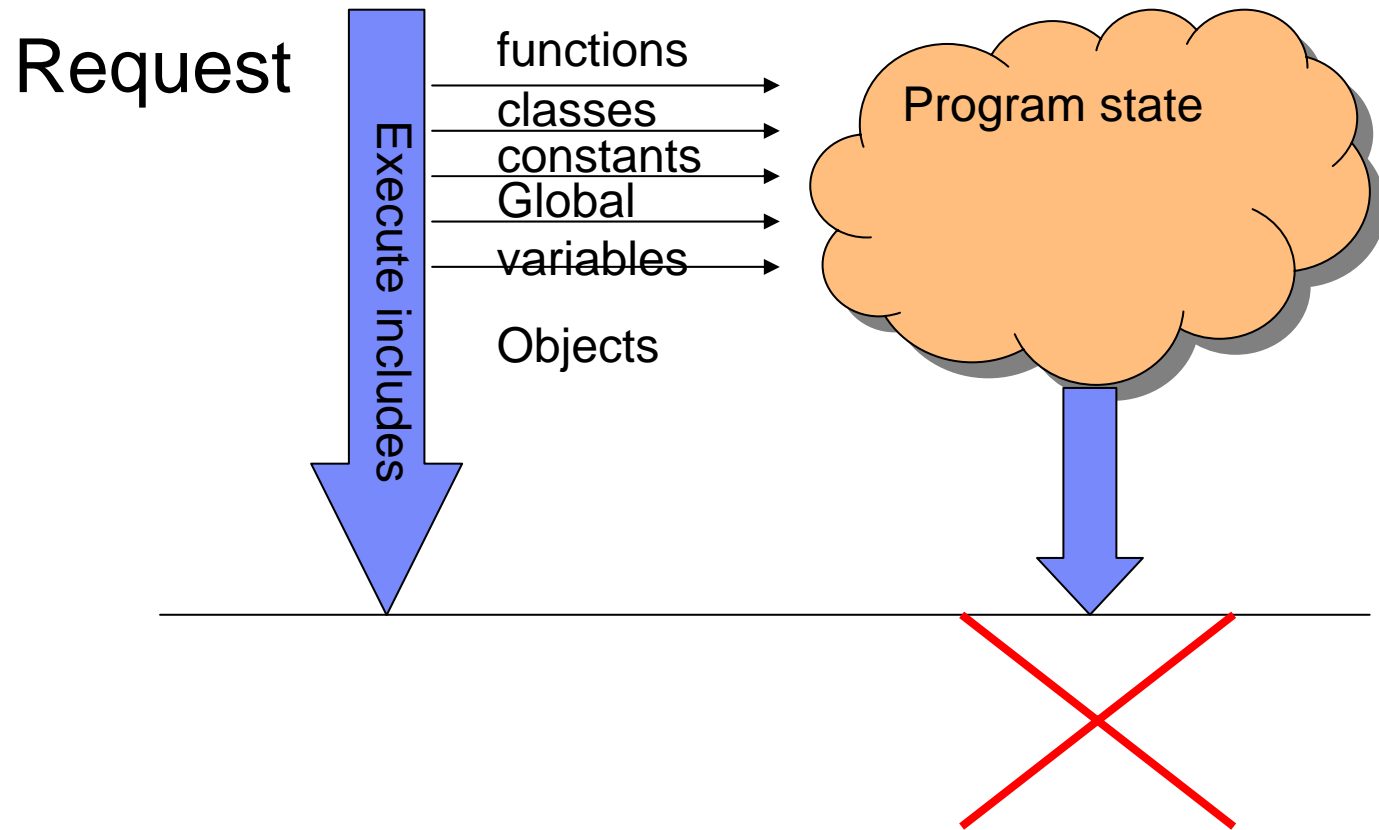 Request
Execute includes
functions
classes
constants
Global
variables
Objects
Program state